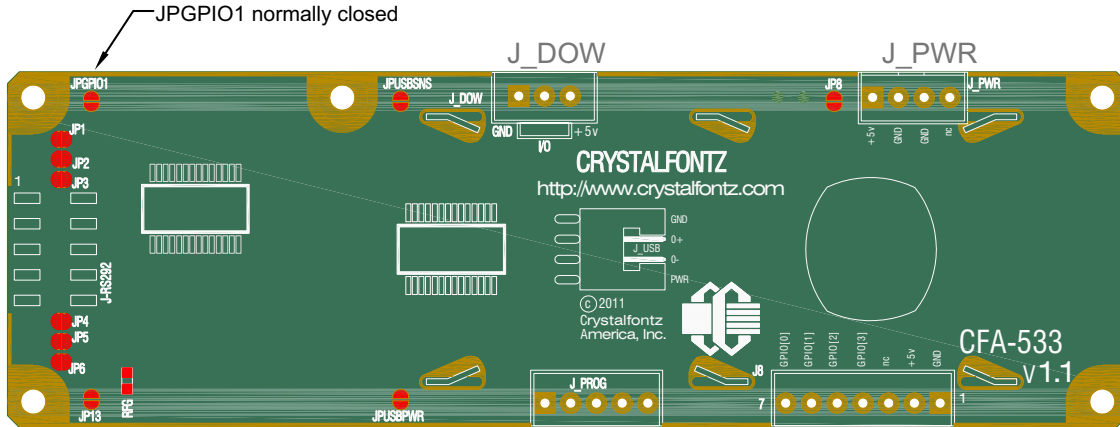 JPGPIO1 normally closed
J_DOW
J_PWR
JPGPIO1
JPUSBSNS
J_DOW
JP8
J_PWR
GND
I/O
+5v
+5v
GND
GND
nc
JP1
JP2
JP3
1
CRYSTALFONTZ
http://www.crystalfontz.com
GND
0+
J_USB
0-
PWR
J-RS292
© 2011
Crystalfontz
America, Inc.
JP4
JP5
JP6
GPIO[0]
GPIO[1]
GPIO[2]
GPIO[3]
nc
+5v
GND
CFA-533
v1.1
RFG
J_PROG
J8
7
1
JP13
JPUSBPWR